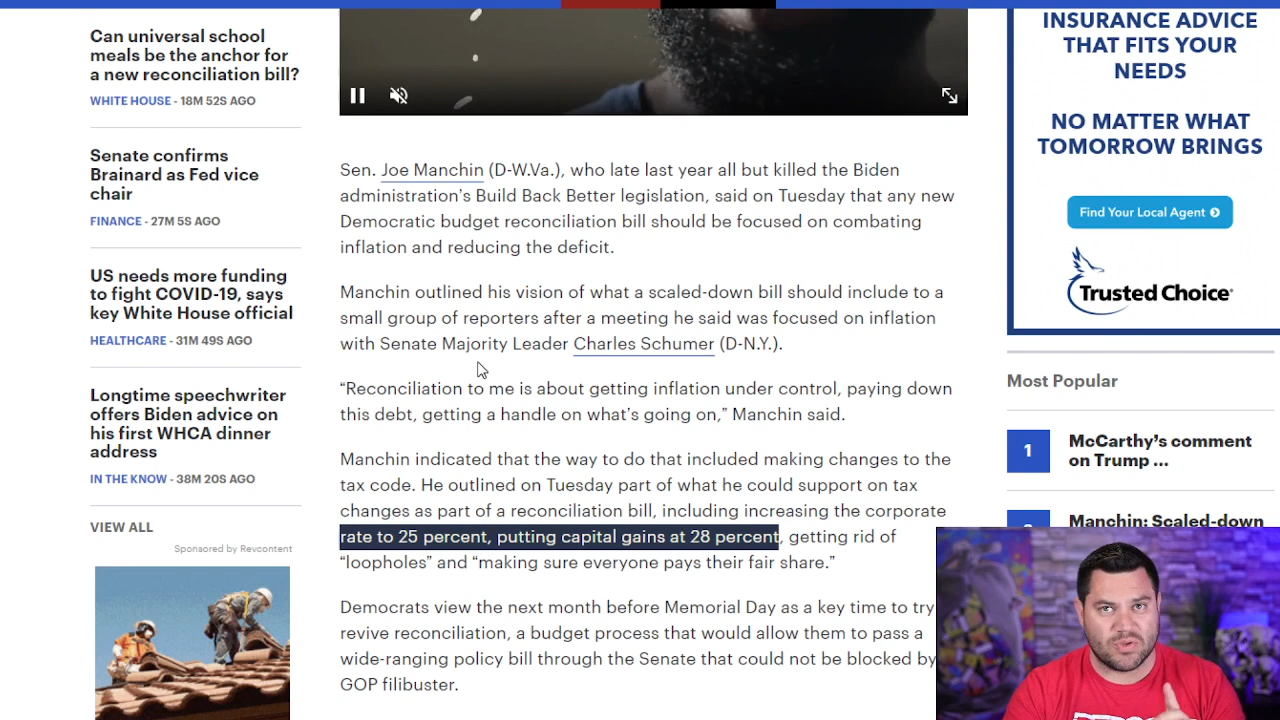 Can universal school
meals be the anchor for
a new reconciliation bill?
WHITE HOUSE - 18M 52S AGO
Senate confirms
Brainard as Fed vice
chair
FINANCE - 27M 5S AGO
US needs more funding
to fight COVID-19, says
key White House official
HEALTHCARE - 31M 49S AGO
Longtime speechwriter
offers Biden advice on
his first WHCA dinner
address
IN THE KNOW - 38M 20S AGO
VIEW ALL
Sponsored by Revcontent
Sen. Joe Manchin (D-W.Va.), who late last year all but killed the Biden
administration’s Build Back Better legislation, said on Tuesday that any new
Democratic budget reconciliation bill should be focused on combating
inflation and reducing the deficit.
Manchin outlined his vision of what a scaled-down bill should include to a
small group of reporters after a meeting he said was focused on inflation
with Senate Majority Leader Charles Schumer (D-N.Y.).
“Reconciliation to me is about getting inflation under control, paying down
this debt, getting a handle on what’s going on,” Manchin said.
Manchin indicated that the way to do that included making changes to the
tax code. He outlined on Tuesday part of what he could support on tax
changes as part of a reconciliation bill, including increasing the corporate
rate to 25 percent, putting capital gains at 28 percent, getting rid of
“loopholes” and “making sure everyone pays their fair share.”
Democrats view the next month before Memorial Day as a key time to try
revive reconciliation, a budget process that would allow them to pass a
wide-ranging policy bill through the Senate that could not be blocked by
GOP filibuster.
INSURANCE ADVICE
THAT FITS YOUR
NEEDS
NO MATTER WHAT
TOMORROW BRINGS
Find Your Local Agent
Trusted Choice®
Most Popular
1
McCarthy’s comment
on Trump ...
Manchin: Scaled-down